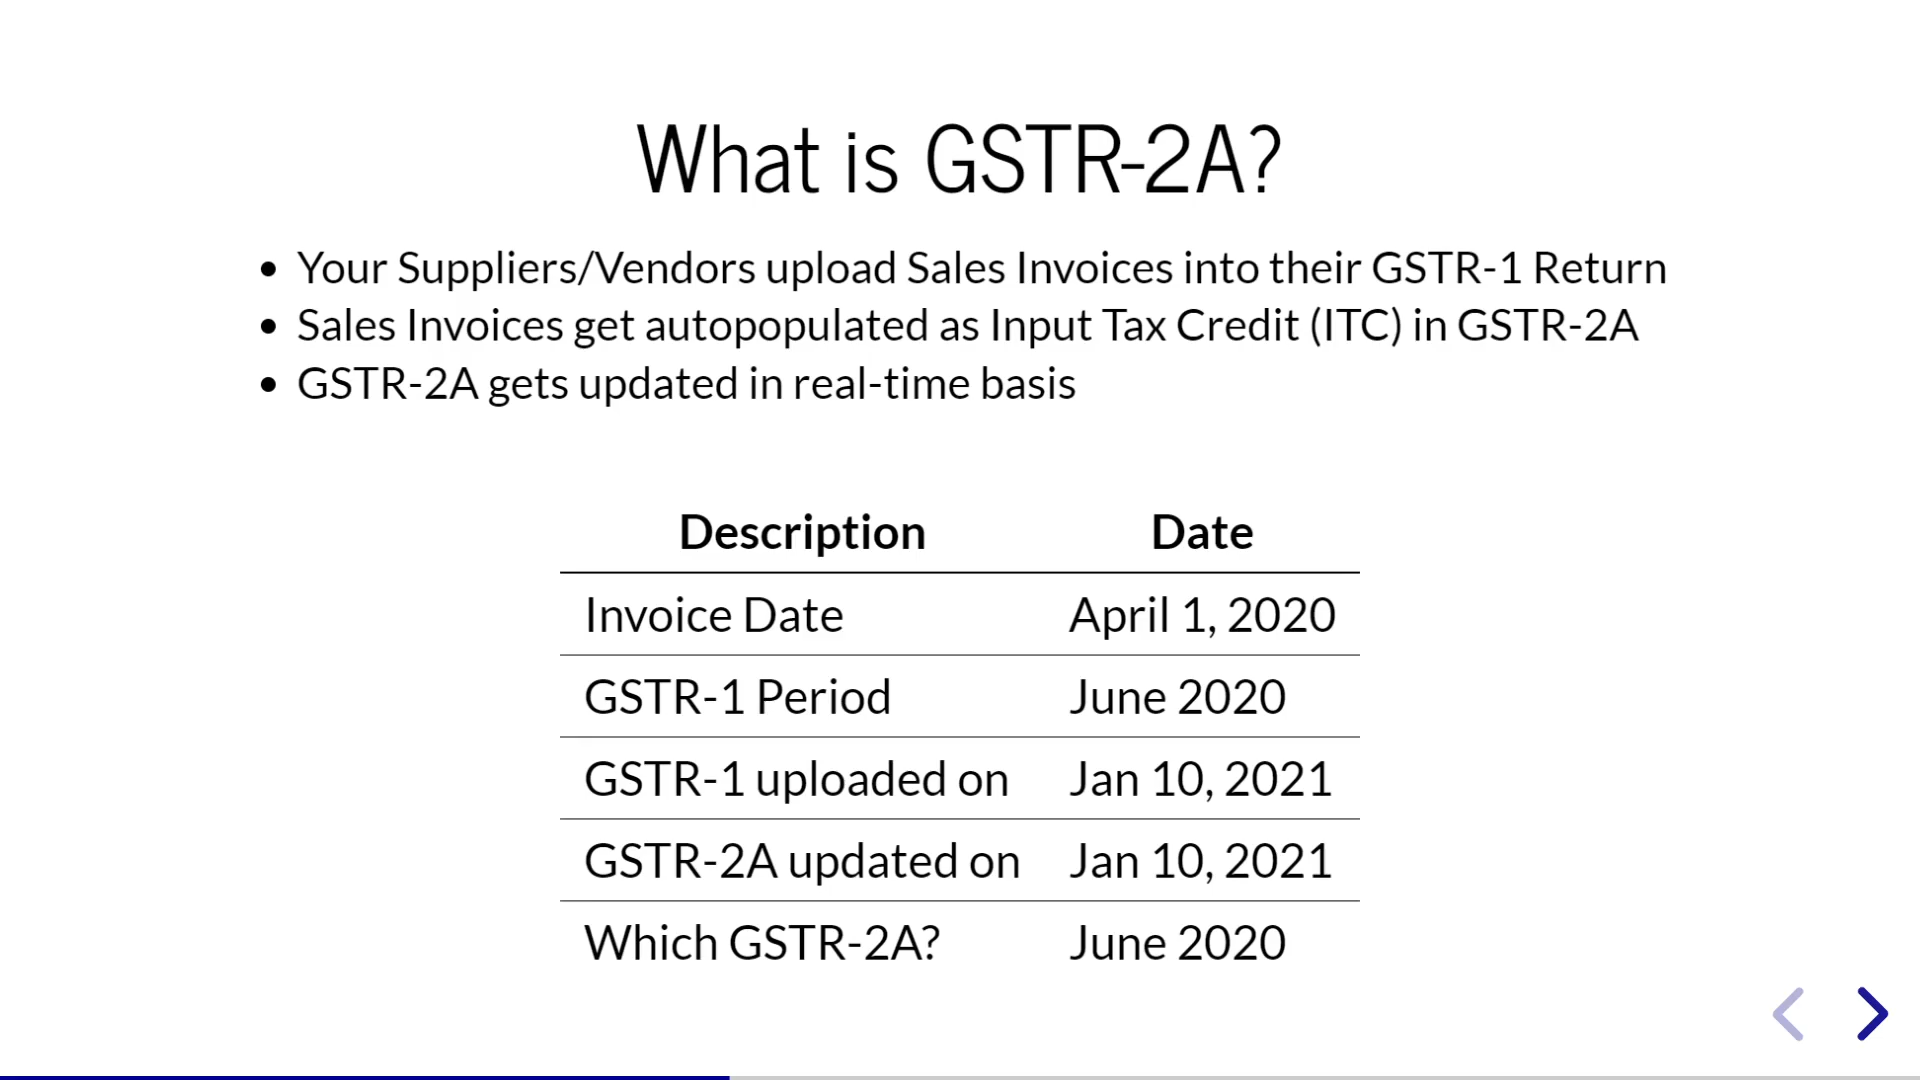 What is GSTR-2A?
• Your Suppliers/Vendors upload Sales Invoices into their GSTR-1 Return
• Sales Invoices get autopopulated as Input Tax Credit (ITC) in GSTR-2A
• GSTR-2A gets updated in real-time basis
Description Date
Invoice Date April 1, 2020
GSTR-1 Period June 2020
GSTR-1 uploaded on Jan 10, 2021
GSTR-2A updated on Jan 10, 2021
Which GSTR-2A? June 2020